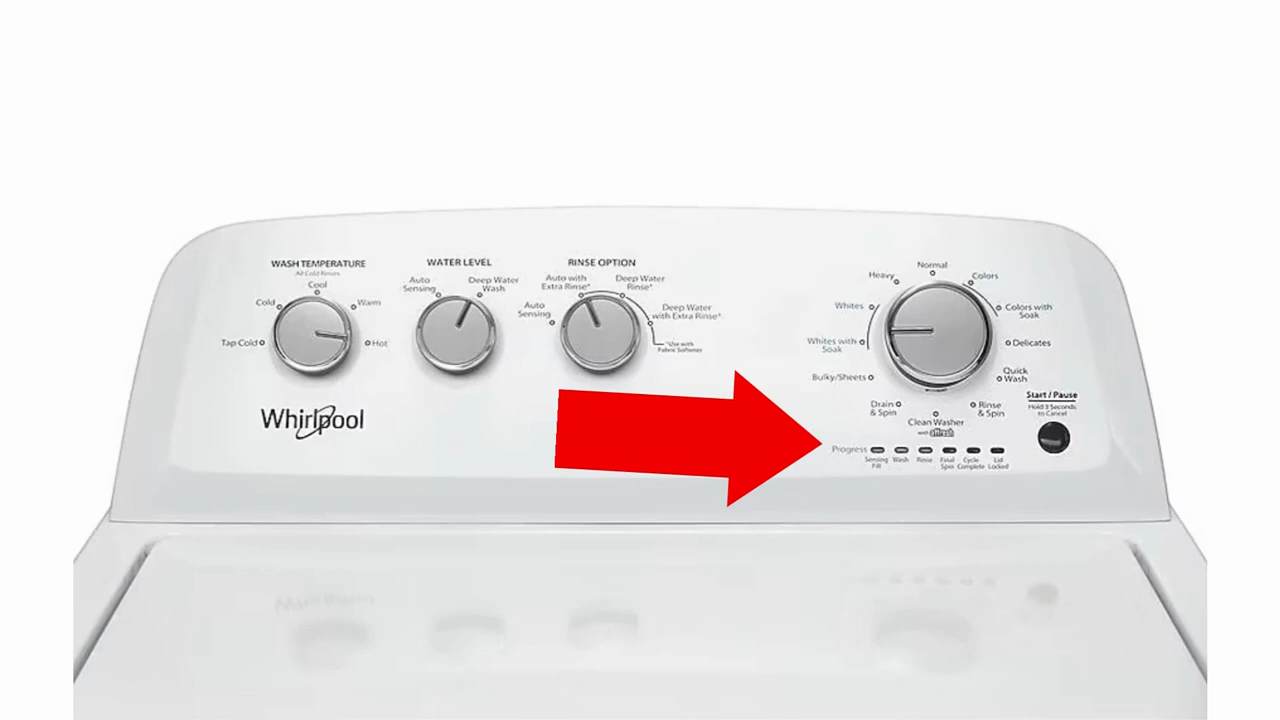 WASH TEMPERATURE
All Cold Rinses
Cool
Cold
Warm
Tap Cold
Hot
WATER LEVEL
Auto
Sensing
Deep Water
Wash
RINSE OPTION
Auto with
Extra Rinse*
Deep Water
Rinse*
Auto
Sensing
Deep Water
with Extra Rinse*
*Use with
Fabric Softener
Whirlpool
Normal
Heavy
Colors
Whites
Colors with
Soak
Whites with
Soak
Delicates
Bulky/Sheets
Quick
Wash
Drain
& Spin
Rinse
& Spin
Clean Washer
with affresh
Start / Pause
Hold 3 Seconds
to Cancel
Progress
Sensing
Fill
Wash
Rinse
Final
Spin
Cycle
Complete
Lid
Locked